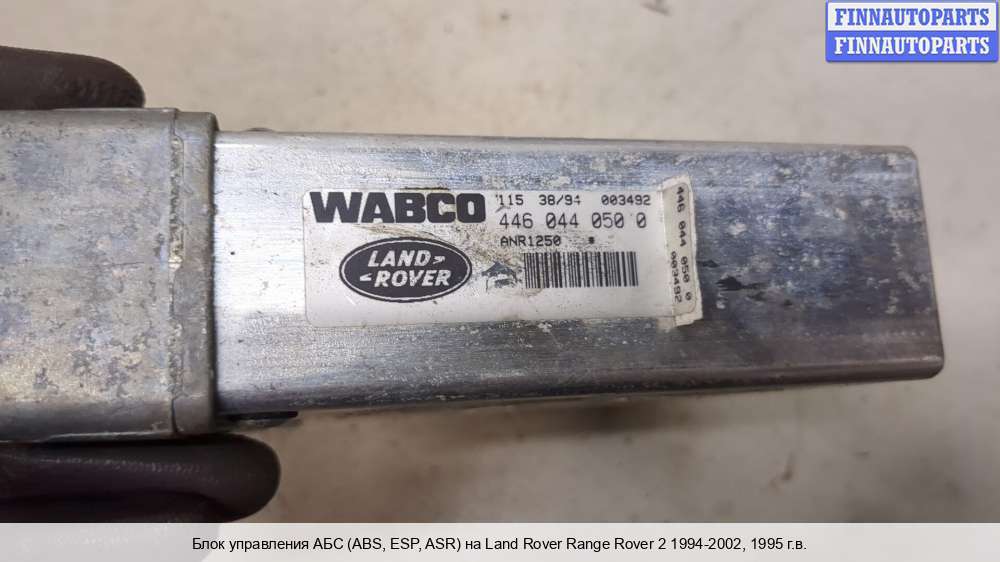 FINNAUTOPARTS
FINNAUTOPARTS
WABCO
115 38/94 003492
446 044 050 0
ANR1250
LAND
ROVER
446 044 050 0
003492
Блок управления АБС (ABS, ESP, ASR) на Land Rover Range Rover 2 1994-2002, 1995 г.в.